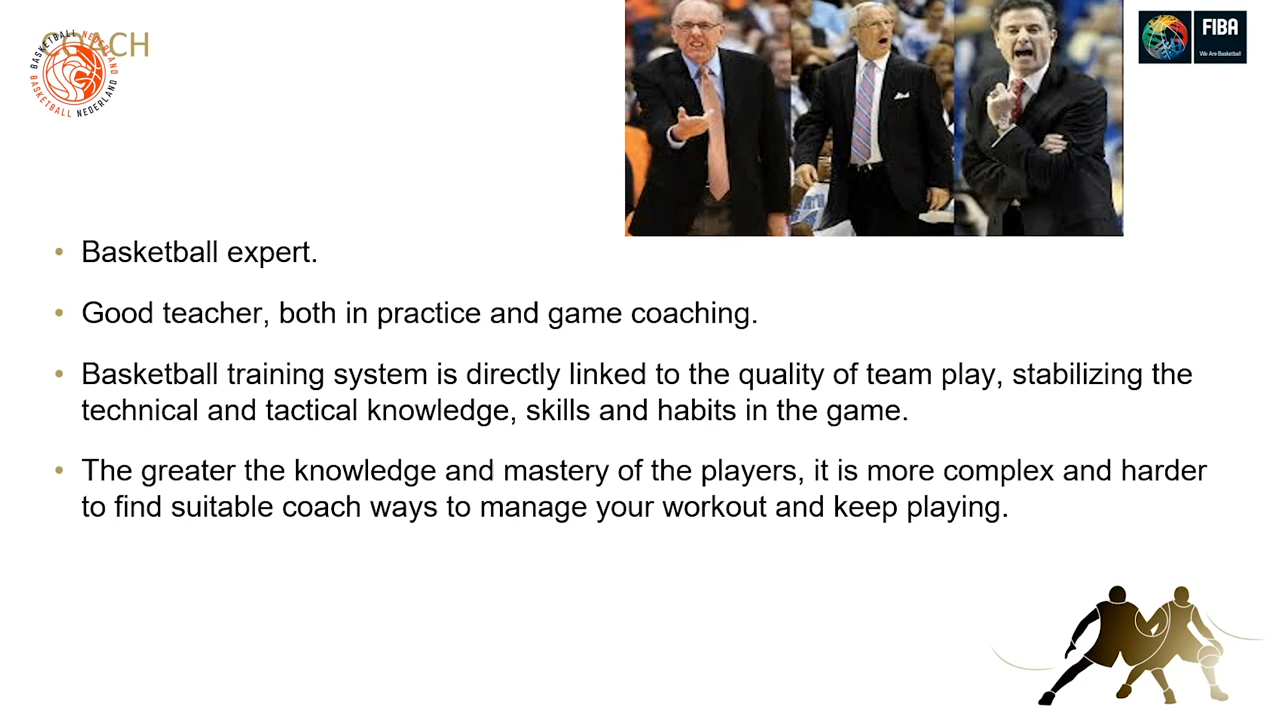 COACH
BASKETBALL NEDERLAND
BASKETBALL NEDERLAND
FIBA
We Are Basketball
• Basketball expert.
• Good teacher, both in practice and game coaching.
• Basketball training system is directly linked to the quality of team play, stabilizing the
technical and tactical knowledge, skills and habits in the game.
• The greater the knowledge and mastery of the players, it is more complex and harder
to find suitable coach ways to manage your workout and keep playing.